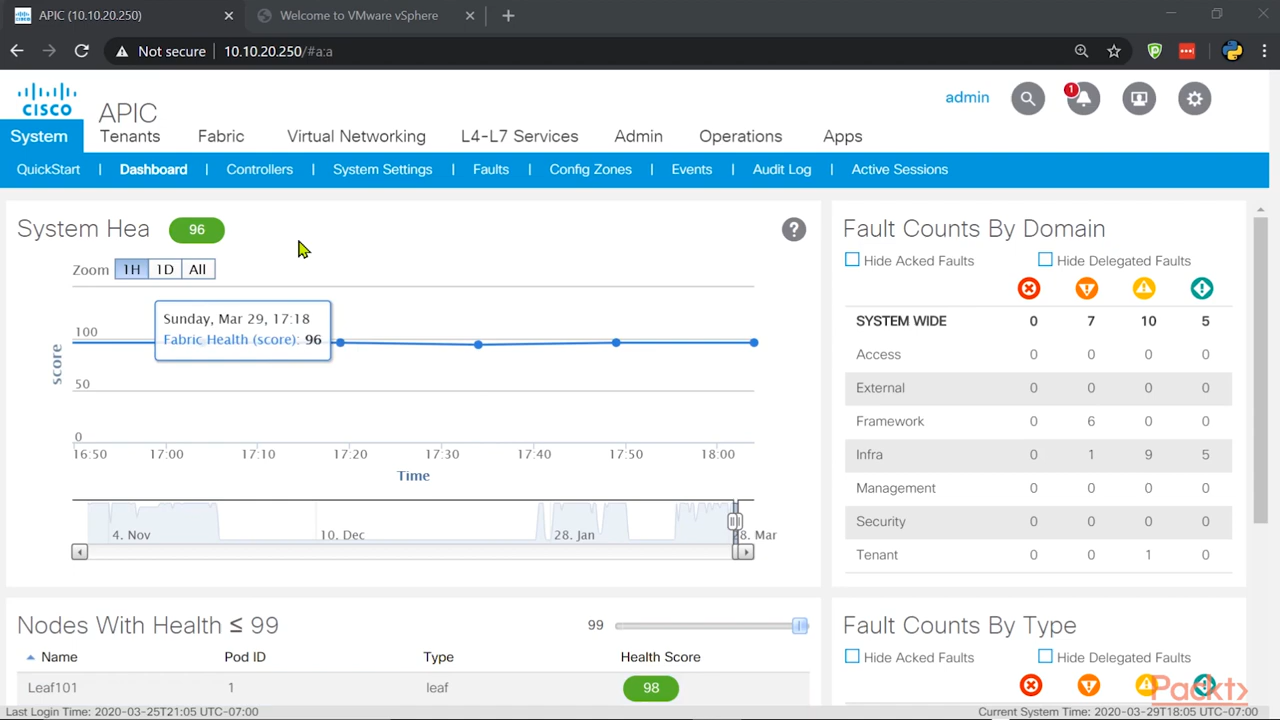 APIC (10.10.20.250)
Welcome to VMware vSphere
Not secure
10.10.20.250/#a:a
CISCO
APIC
admin
1
System
Tenants
Fabric
Virtual Networking
L4-L7 Services
Admin
Operations
Apps
QuickStart | Dashboard | Controllers | System Settings | Faults | Config Zones | Events | Audit Log | Active Sessions
System Hea
96
?
Zoom 1H 1D All
Sunday, Mar 29, 17:18
Fabric Health (score): 96
100
50
0
score
16:50 17:00 17:10 17:20 17:30 17:40 17:50 18:00
Time
4. Nov 10. Dec 28. Jan 8. Mar
Nodes With Health ≤ 99
99
Name Pod ID Type Health Score
Leaf101 1 leaf 98
Fault Counts By Domain
Hide Acked Faults Hide Delegated Faults
SYSTEM WIDE 0 7 10 5
Access 0 0 0 0
External 0 0 0 0
Framework 0 6 0 0
Infra 0 1 9 5
Management 0 0 0 0
Security 0 0 0 0
Tenant 0 0 1 0
Fault Counts By Type
Hide Acked Faults Hide Delegated Faults
Packt>
Last Login Time: 2020-03-25T21:05 UTC-07:00
Current System Time: 2020-03-29T18:05 UTC-07:00